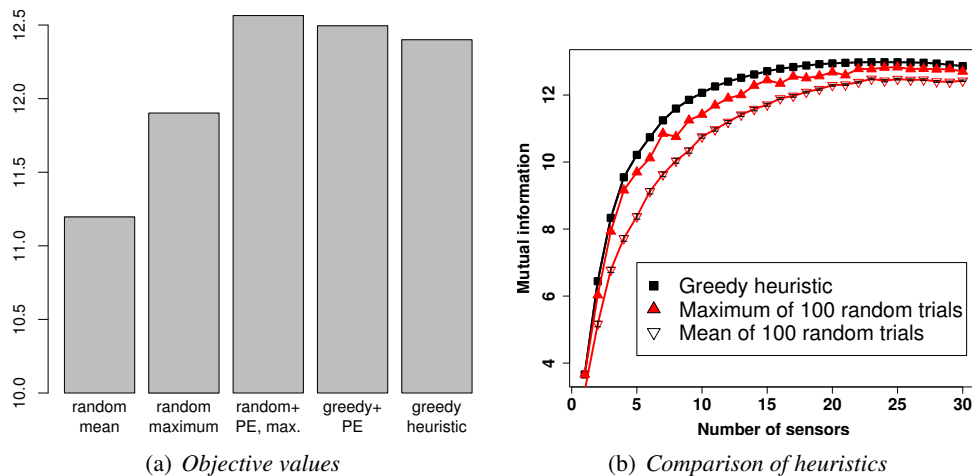 12.5
12.0
11.5
11.0
10.5
10.0
random
mean
random
maximum
random+
PE, max.
greedy+
PE
greedy
heuristic
(a) Objective values
Mutual information
12
10
8
6
4
Greedy heuristic
Maximum of 100 random trials
Mean of 100 random trials
0 5 10 15 20 25 30
Number of sensors
(b) Comparison of heuristics